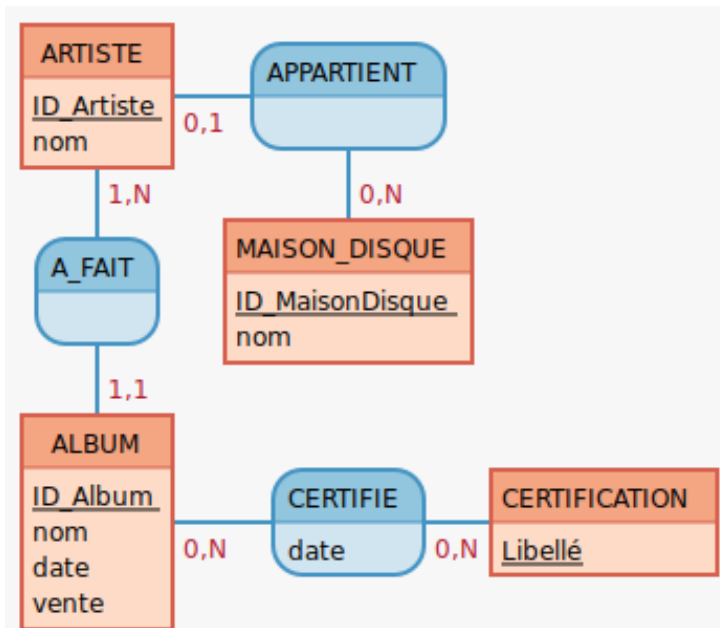 ARTISTE
ID_Artiste
nom
0,1
APPARTIENT
1,N
0,N
A_FAIT
MAISON_DISQUE
ID_MaisonDisque
nom
1,1
ALBUM
ID_Album
nom
date
vente
0,N
CERTIFIE
date
0,N
CERTIFICATION
Libellé